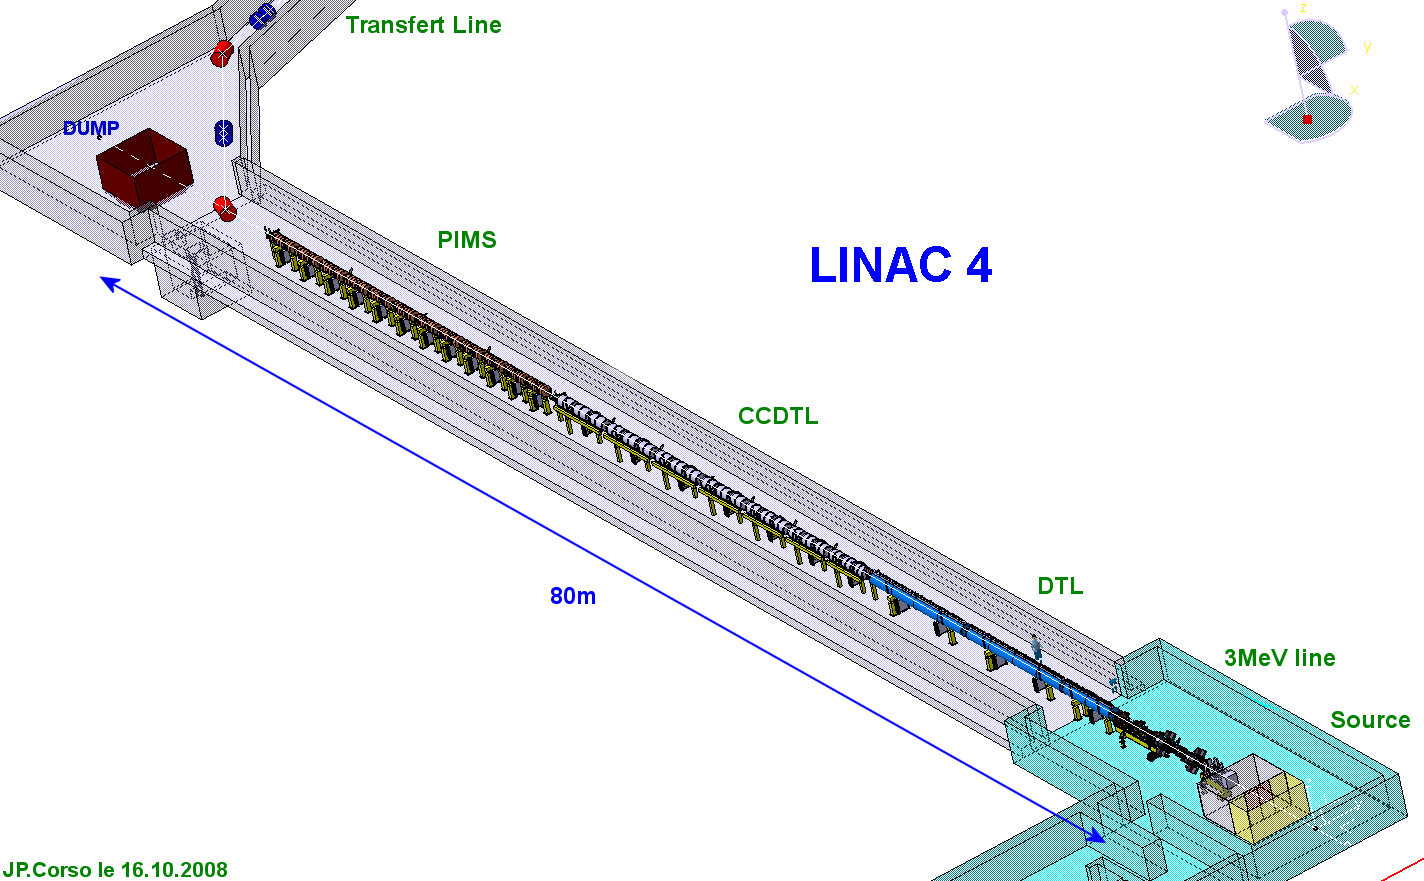 Transfert Line
z
y
x
DUMP
PIMS
LINAC 4
CCDTL
80m
DTL
3MeV line
Source
JP.Corso le 16.10.2008